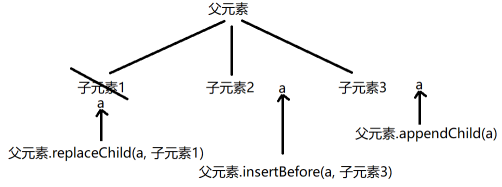 父元素
子元素1
子元素2
a
子元素3
a
a
父元素.replaceChild(a, 子元素1)
父元素.insertBefore(a, 子元素3)
父元素.appendChild(a)